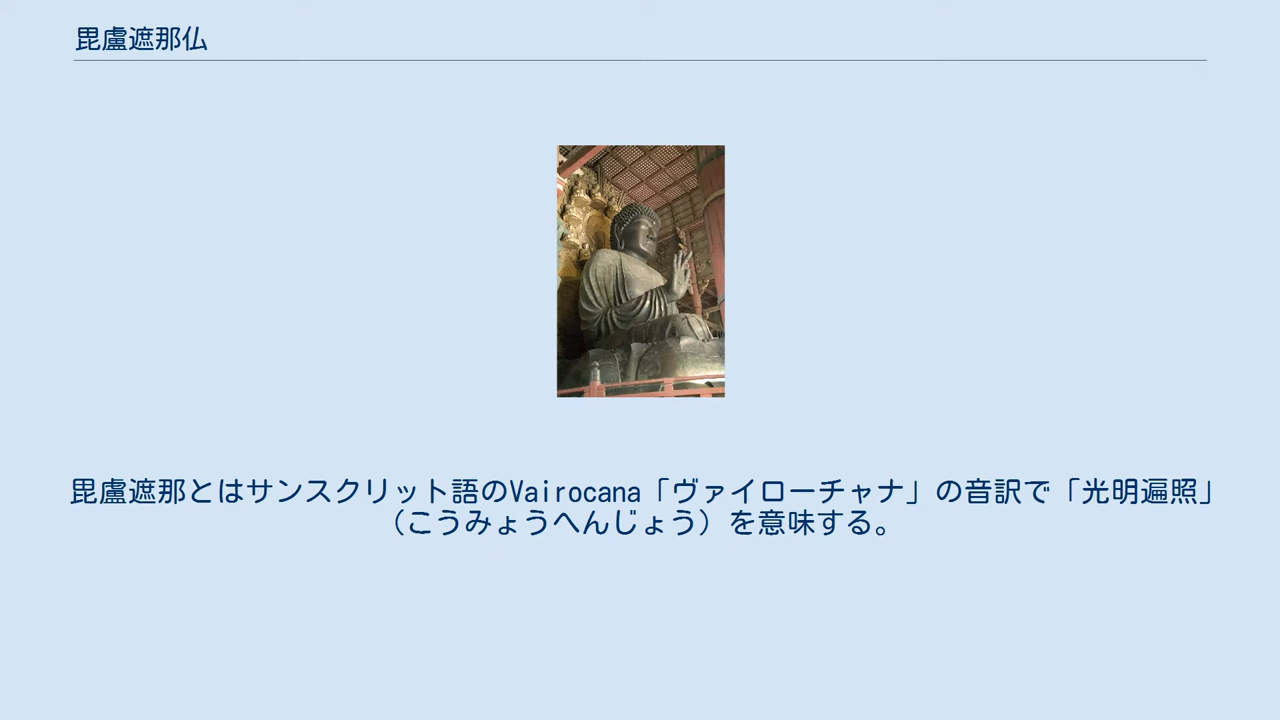 毘盧遮那仏
毘盧遮那とはサンスクリット語のVairocana「ヴァイローチャナ」の音訳で「光明遍照」
（こうみょうへんじょう）を意味する。